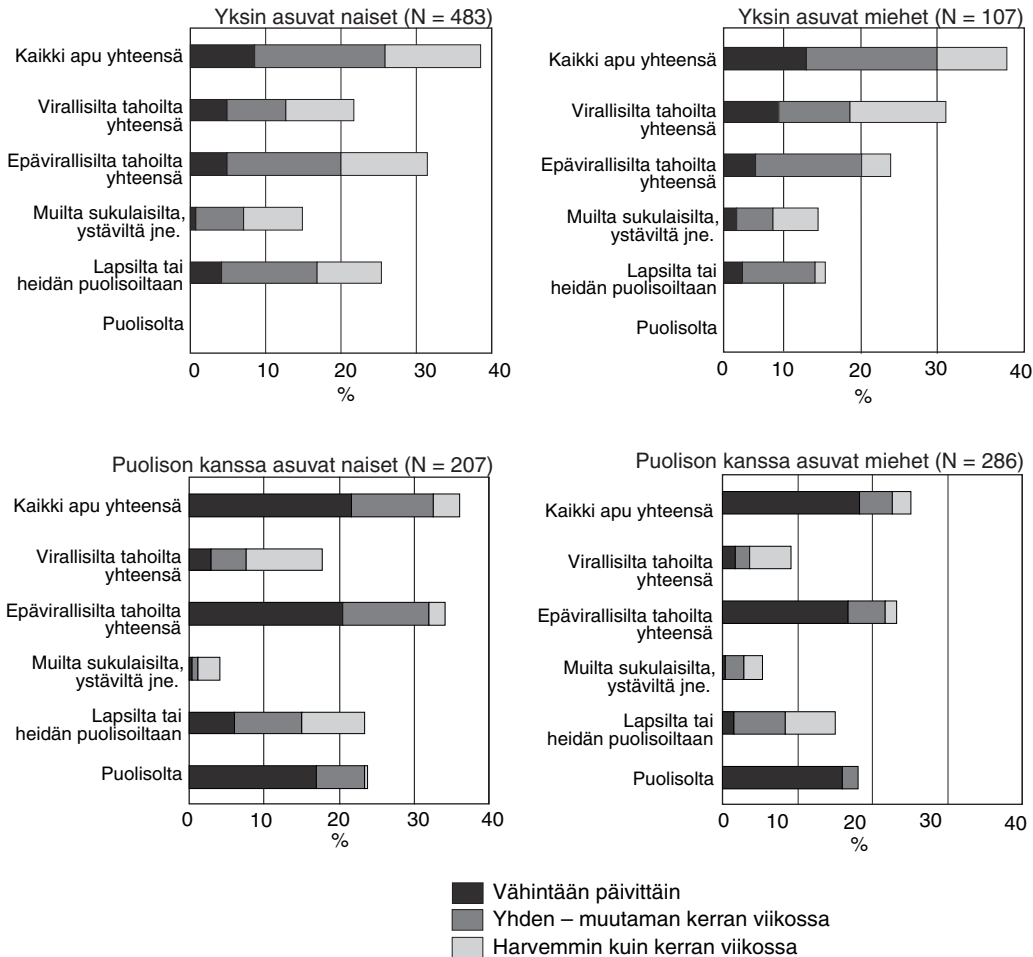 Yksin asuvat naiset (N = 483)
Kaikki apu yhteensä
Virallisilta tahoilta
yhteensä
Epävirallisilta tahoilta
yhteensä
Muilta sukulaisilta,
ystäviltä jne.
Lapsilta tai
heidän puolisoiltaan
Puolisolta
0 10 20 30 40
%
Yksin asuvat miehet (N = 107)
Kaikki apu yhteensä
Virallisilta tahoilta
yhteensä
Epävirallisilta tahoilta
yhteensä
Muilta sukulaisilta,
ystäviltä jne.
Lapsilta tai
heidän puolisoiltaan
Puolisolta
0 10 20 30 40
%
Puolison kanssa asuvat naiset (N = 207)
Kaikki apu yhteensä
Virallisilta tahoilta
yhteensä
Epävirallisilta tahoilta
yhteensä
Muilta sukulaisilta,
ystäviltä jne.
Lapsilta tai
heidän puolisoiltaan
Puolisolta
0 10 20 30 40
%
Puolison kanssa asuvat miehet (N = 286)
Kaikki apu yhteensä
Virallisilta tahoilta
yhteensä
Epävirallisilta tahoilta
yhteensä
Muilta sukulaisilta,
ystäviltä jne.
Lapsilta tai
heidän puolisoiltaan
Puolisolta
0 10 20 30 40
%
Vähintään päivittäin
Yhden – muutaman kerran viikossa
Harvemmin kuin kerran viikossa